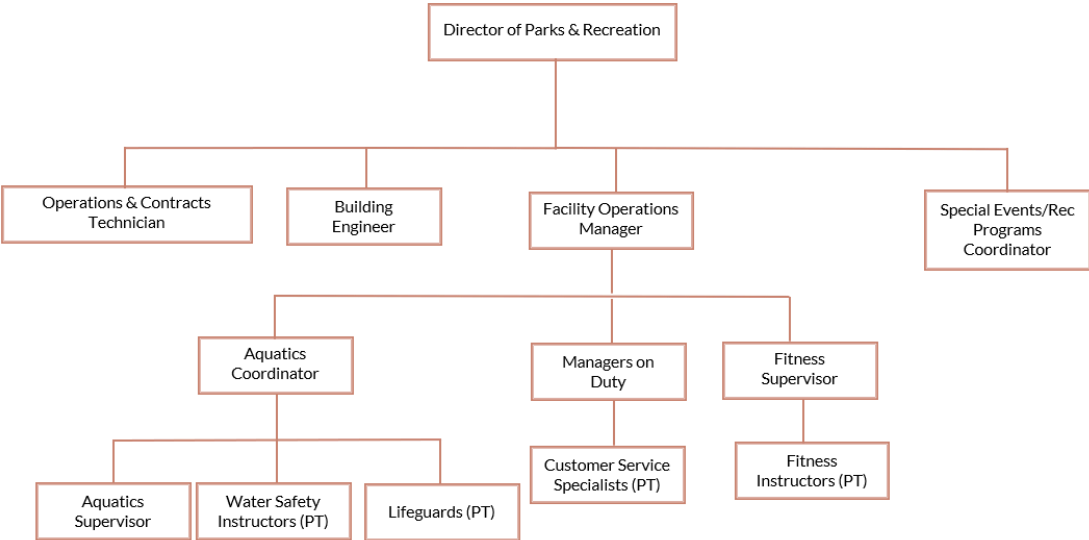 Director of Parks & Recreation
Operations & Contracts
Technician
Building
Engineer
Facility Operations
Manager
Special Events/Rec
Programs
Coordinator
Aquatics
Coordinator
Managers on
Duty
Fitness
Supervisor
Aquatics
Supervisor
Water Safety
Instructors (PT)
Lifeguards (PT)
Customer Service
Specialists (PT)
Fitness
Instructors (PT)